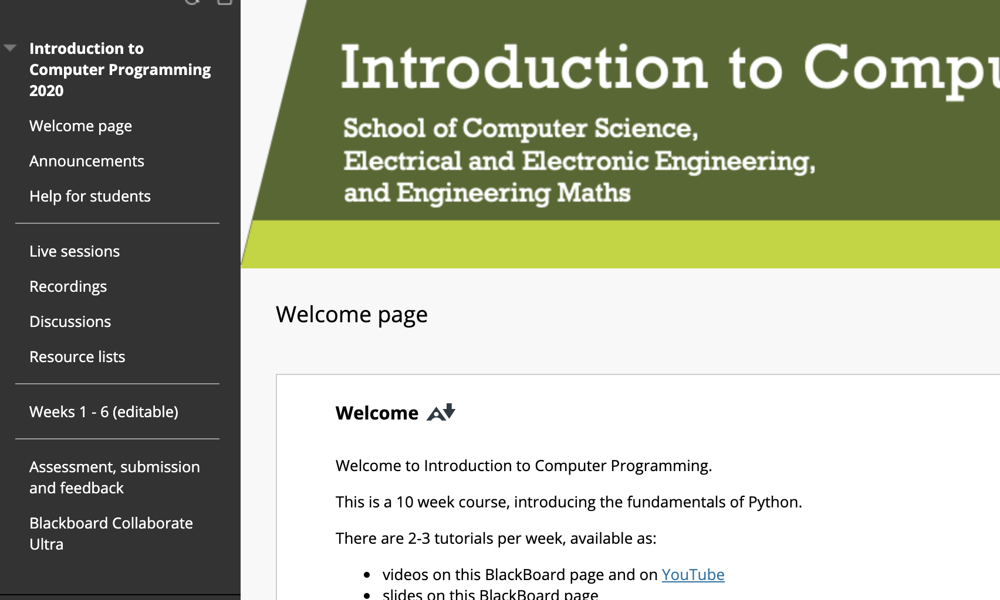 Introduction to
Computer Programming
2020
Welcome page
Announcements
Help for students
Live sessions
Recordings
Discussions
Resource lists
Weeks 1 - 6 (editable)
Assessment, submission
and feedback
Blackboard Collaborate
Ultra
Introduction to Compu
School of Computer Science,
Electrical and Electronic Engineering,
and Engineering Maths
Welcome page
Welcome
Welcome to Introduction to Computer Programming.
This is a 10 week course, introducing the fundamentals of Python.
There are 2-3 tutorials per week, available as:
• videos on this BlackBoard page and on YouTube
• slides on this BlackBoard page